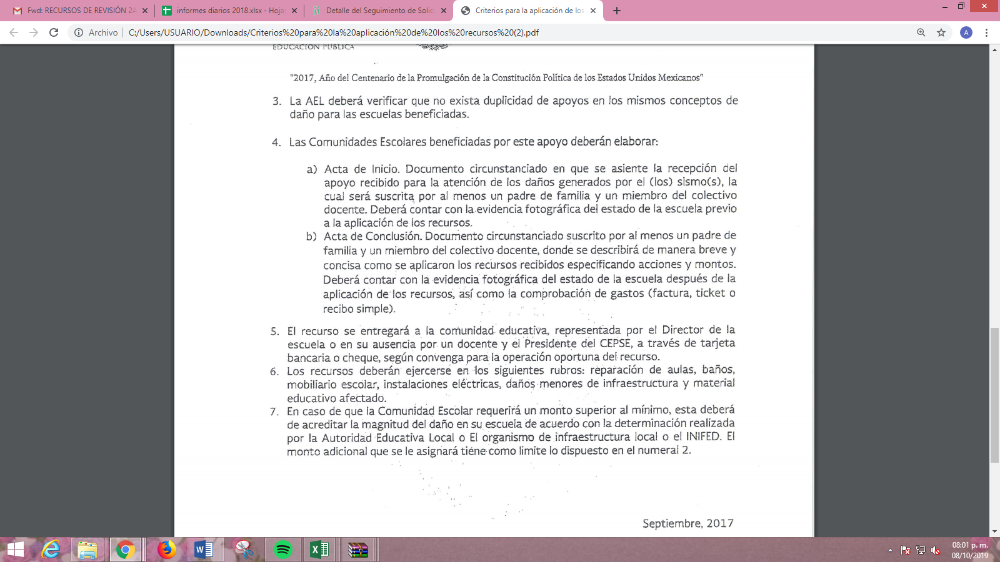 Fwd: RECURSOS DE REVISIÓN 2A
informes diarios 2018.xlsx - Hoja
Detalle del Seguimiento de Solic
Criterios para la aplicación de los
Archivo
C:/Users/USUARIO/Downloads/Criterios%20para%20la%20aplicación%20de%20los%20recursos%20(2).pdf
A
EDUCACIÓN PÚBLICA
"2017, Año del Centenario de la Promulgación de la Constitución Política de los Estados Unidos Mexicanos"
3. La AEL deberá verificar que no exista duplicidad de apoyos en los mismos conceptos de
daño para las escuelas beneficiadas.
4. Las Comunidades Escolares beneficiadas por este apoyo deberán elaborar:
a) Acta de Inicio. Documento circunstanciado en que se asiente la recepción del
apoyo recibido para la atención de los daños generados por el (los) sismo(s), la
cual será suscrita por al menos un padre de familia y un miembro del colectivo
docente. Deberá contar con la evidencia fotográfica del estado de la escuela previo
a la aplicación de los recursos.
b) Acta de Conclusión. Documento circunstanciado suscrito por al menos un padre de
familia y un miembro del colectivo docente, donde se describirá de manera breve y
concisa como se aplicaron los recursos recibidos especificando acciones y montos.
Deberá contar con la evidencia fotográfica del estado de la escuela después de la
aplicación de los recursos, así como la comprobación de gastos (factura, ticket o
recibo simple).
5. El recurso se entregará a la comunidad educativa, representada por el Director de la
escuela o en su ausencia por un docente y el Presidente del CEPSE, a través de tarjeta
bancaria o cheque, según convenga para la operación oportuna del recurso.
6. Los recursos deberán ejercerse en los siguientes rubros: reparación de aulas, baños,
mobiliario escolar, instalaciones eléctricas, daños menores de infraestructura y material
educativo afectado.
7. En caso de que la Comunidad Escolar requerirá un monto superior al mínimo, esta deberá
de acreditar la magnitud del daño en su escuela de acuerdo con la determinación realizada
por la Autoridad Educativa Local o El organismo de infraestructura local o el INIFED. El
monto adicional que se le asignará tiene como limite lo dispuesto en el numeral 2.
Septiembre, 2017
08:01 p. m.
08/10/2019